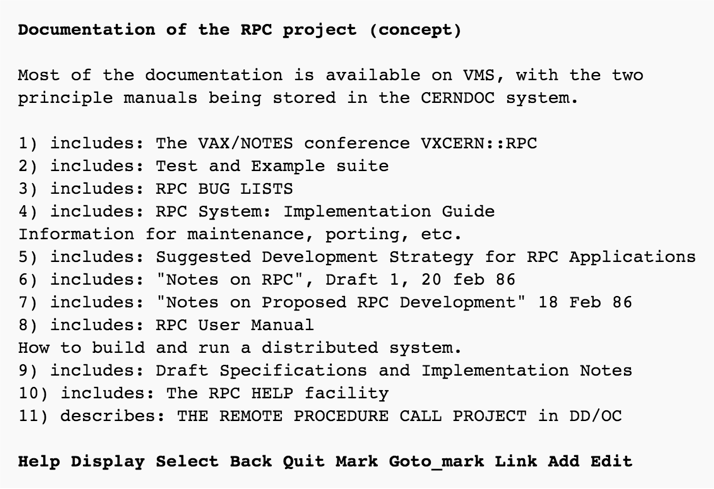 Documentation of the RPC project (concept)
Most of the documentation is available on VMS, with the two
principle manuals being stored in the CERNDOC system.
1) includes: The VAX/NOTES conference VXCERN::RPC
2) includes: Test and Example suite
3) includes: RPC BUG LISTS
4) includes: RPC System: Implementation Guide
Information for maintenance, porting, etc.
5) includes: Suggested Development Strategy for RPC Applications
6) includes: "Notes on RPC", Draft 1, 20 feb 86
7) includes: "Notes on Proposed RPC Development" 18 Feb 86
8) includes: RPC User Manual
How to build and run a distributed system.
9) includes: Draft Specifications and Implementation Notes
10) includes: The RPC HELP facility
11) describes: THE REMOTE PROCEDURE CALL PROJECT in DD/OC
Help Display Select Back Quit Mark Goto_mark Link Add Edit